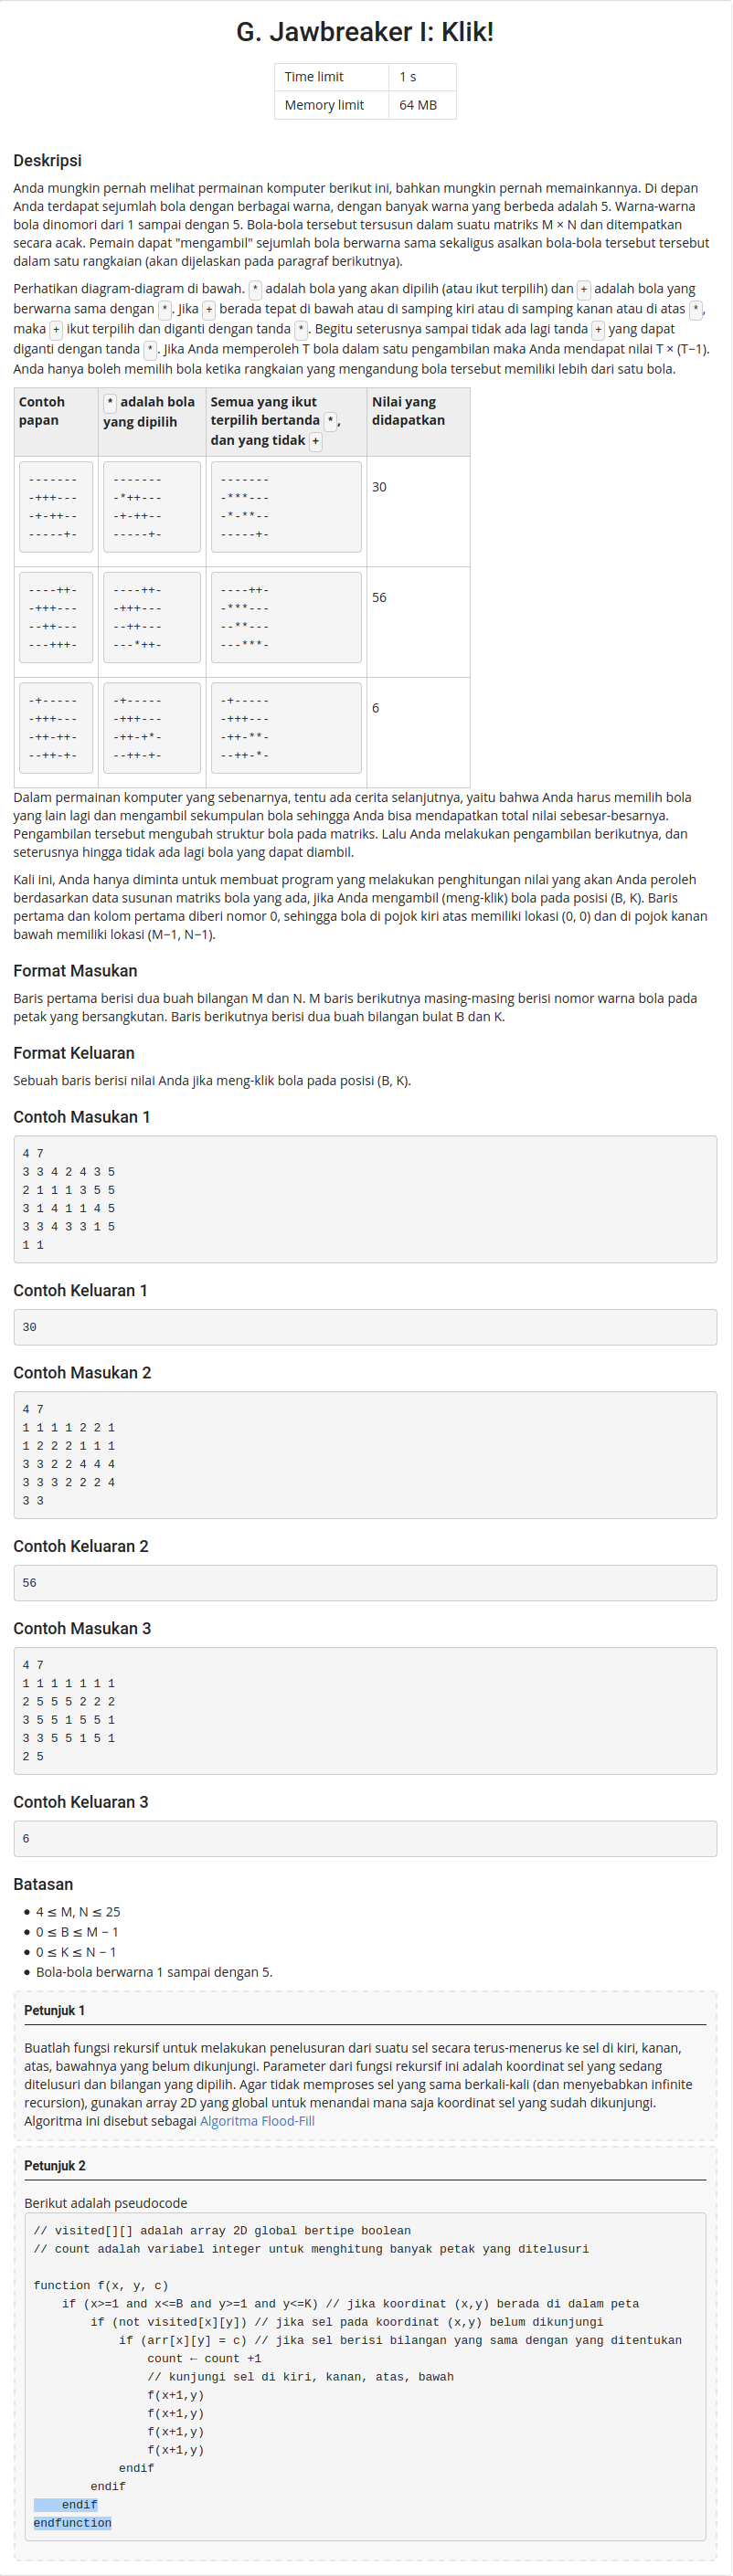 G. Jawbreaker I: Klik!
Time limit 1 s
Memory limit 64 MB
Deskripsi
Anda mungkin pernah melihat permainan komputer berikut ini, bahkan mungkin pernah memainkannya. Di depan
Anda terdapat sejumlah bola dengan berbagai warna, dengan banyak warna yang berbeda adalah 5. Warna-warna
bola dinomori dari 1 sampai dengan 5. Bola-bola tersebut tersusun dalam suatu matriks M × N dan ditempatkan
secara acak. Pemain dapat "mengambil" sejumlah bola berwarna sama sekaligus asalkan bola-bola tersebut tersebut
dalam satu rangkaian (akan dijelaskan pada paragraf berikutnya).
Perhatikan diagram-diagram di bawah. * adalah bola yang akan dipilih (atau ikut terpilih) dan + adalah bola yang
berwarna sama dengan *. Jika + berada tepat di bawah atau di samping kiri atau di samping kanan atau di atas *,
maka + ikut terpilih dan diganti dengan tanda *. Begitu seterusnya sampai tidak ada lagi tanda + yang dapat
diganti dengan tanda *. Jika Anda memperoleh T bola dalam satu pengambilan maka Anda mendapat nilai T × (T−1).
Anda hanya boleh memilih bola ketika rangkaian yang mengandung bola tersebut memiliki lebih dari satu bola.
Contoh papan
* adalah bola yang dipilih
Semua yang ikut terpilih bertanda *, dan yang tidak +
Nilai yang didapatkan
------- ------- -------
-+++--- -*++--- -***--- 30
-+-++-- -+-++-- -*-**--
-----+- -----+- -----+-
----++- ----++- ----++-
-+++--- -+++--- -***--- 56
--++--- --++--- --**---
---+++- ---*++- ---***-
-+----- -+----- -+-----
-+++--- -+++--- -+++--- 6
-++-++- -++-+*- -++-**-
--++-+- --++-+- --++-*-
Dalam permainan komputer yang sebenarnya, tentu ada cerita selanjutnya, yaitu bahwa Anda harus memilih bola
yang lain lagi dan mengambil sekumpulan bola sehingga Anda bisa mendapatkan total nilai sebesar-besarnya.
Pengambilan tersebut mengubah struktur bola pada matriks. Lalu Anda melakukan pengambilan berikutnya, dan
seterusnya hingga tidak ada lagi bola yang dapat diambil.
Kali ini, Anda hanya diminta untuk membuat program yang melakukan penghitungan nilai yang akan Anda peroleh
berdasarkan data susunan matriks bola yang ada, jika Anda mengambil (meng-klik) bola pada posisi (B, K). Baris
pertama dan kolom pertama diberi nomor 0, sehingga bola di pojok kiri atas memiliki lokasi (0, 0) dan di pojok kanan
bawah memiliki lokasi (M−1, N−1).
Format Masukan
Baris pertama berisi dua buah bilangan M dan N. M baris berikutnya masing-masing berisi nomor warna bola pada
petak yang bersangkutan. Baris berikutnya berisi dua buah bilangan bulat B dan K.
Format Keluaran
Sebuah baris berisi nilai Anda jika meng-klik bola pada posisi (B, K).
Contoh Masukan 1
4 7
3 3 4 2 4 3 5
2 1 1 1 3 5 5
3 1 4 1 1 4 5
3 3 4 3 3 1 5
1 1
Contoh Keluaran 1
30
Contoh Masukan 2
4 7
1 1 1 1 2 2 1
1 2 2 2 1 1 1
3 3 2 2 4 4 4
3 3 3 2 2 2 4
3 3
Contoh Keluaran 2
56
Contoh Masukan 3
4 7
1 1 1 1 1 1 1
2 5 5 5 2 2 2
3 5 5 1 5 5 1
3 3 5 5 1 5 1
2 5
Contoh Keluaran 3
6
Batasan
• 4 ≤ M, N ≤ 25
• 0 ≤ B ≤ M − 1
• 0 ≤ K ≤ N − 1
• Bola-bola berwarna 1 sampai dengan 5.
Petunjuk 1
Buatlah fungsi rekursif untuk melakukan penelusuran dari suatu sel secara terus-menerus ke sel di kiri, kanan,
atas, bawahnya yang belum dikunjungi. Parameter dari fungsi rekursif ini adalah koordinat sel yang sedang
ditelusuri dan bilangan yang dipilih. Agar tidak memproses sel yang sama berkali-kali (dan menyebabkan infinite
recursion), gunakan array 2D yang global untuk menandai mana saja koordinat sel yang sudah dikunjungi.
Algoritma ini disebut sebagai Algoritma Flood-Fill
Petunjuk 2
Berikut adalah pseudocode
// visited[][] adalah array 2D global bertipe boolean
// count adalah variabel integer untuk menghitung banyak petak yang ditelusuri
function f(x, y, c)
if (x>=1 and x<=B and y>=1 and y<=K) // jika koordinat (x,y) berada di dalam peta
if (not visited[x][y]) // jika sel pada koordinat (x,y) belum dikunjungi
if (arr[x][y] = c) // jika sel berisi bilangan yang sama dengan yang ditentukan
count ← count +1
// kunjungi sel di kiri, kanan, atas, bawah
f(x+1,y)
f(x+1,y)
f(x+1,y)
f(x+1,y)
endif
endif
endif
endfunction